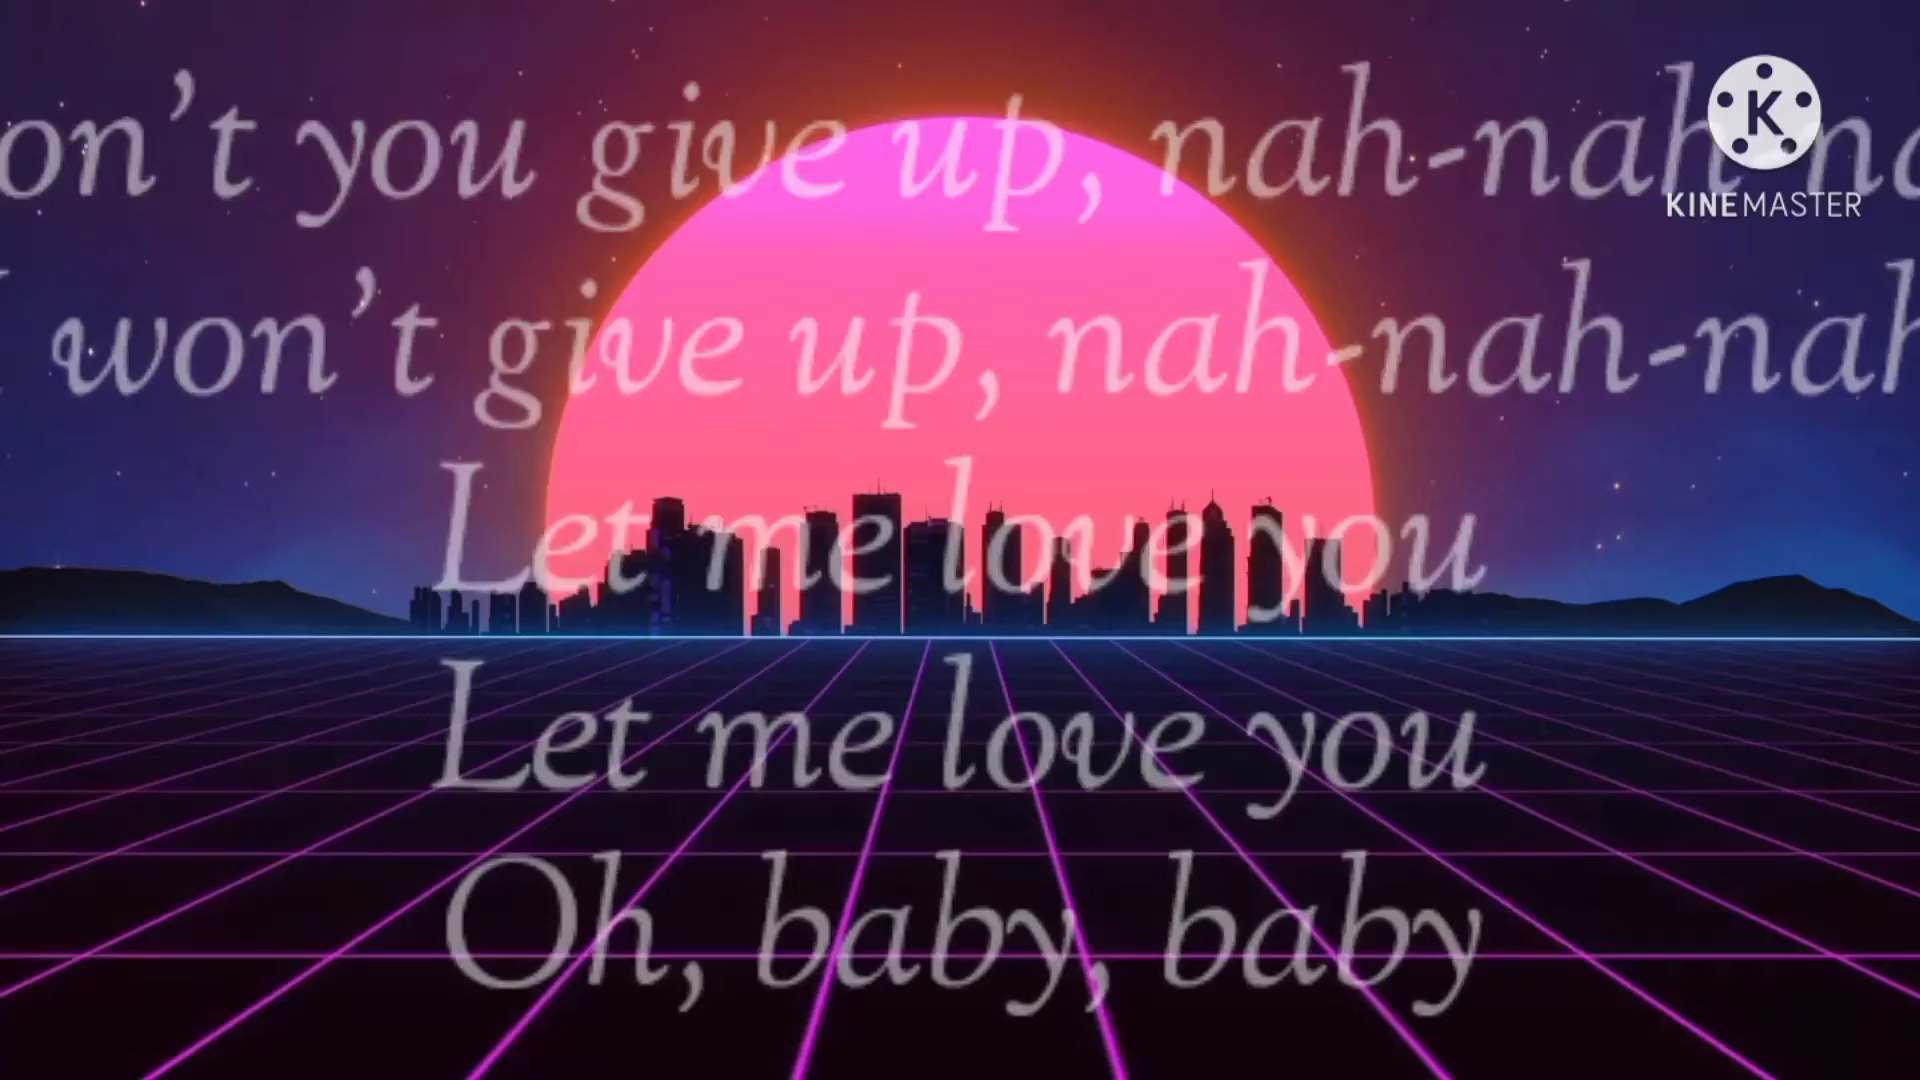 on't you give up, nah-nah-na
won't give up, nah-nah-nah
Let me love you
Let me love you
Oh, baby, baby
K
KINEMASTER